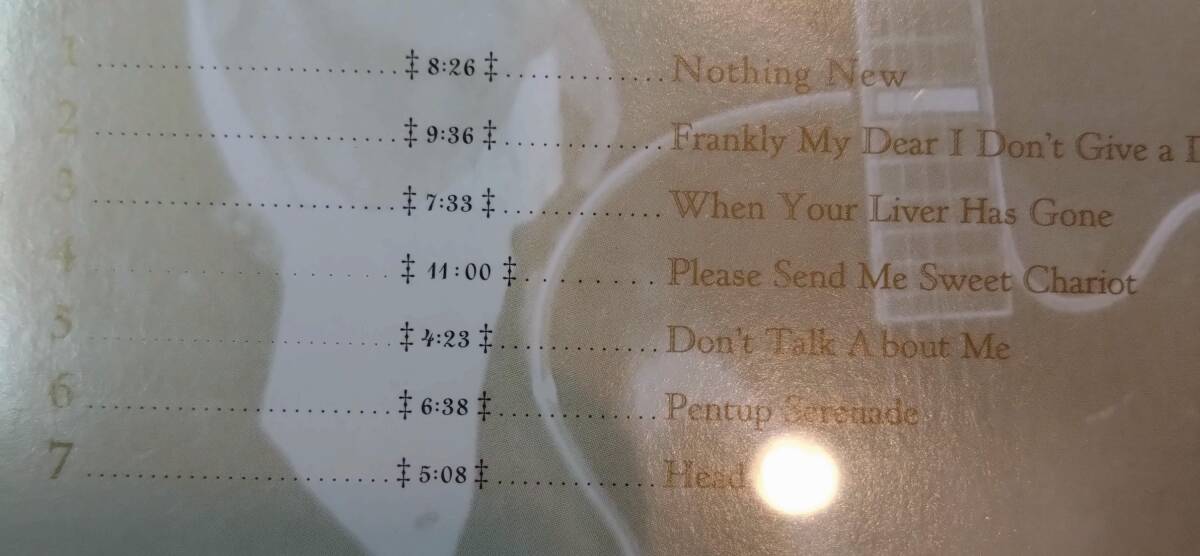 1 ‡ 8:26 ‡ Nothing New
2 ‡ 9:36 ‡ Frankly My Dear I Don't Give a
3 ‡ 7:33 ‡ When Your Liver Has Gone
4 ‡ 11:00 ‡ Please Send Me Sweet Chariot
5 ‡ 4:23 ‡ Don't Talk About Me
6 ‡ 6:38 ‡ Pentup Serenade
7 ‡ 5:08 ‡ Head